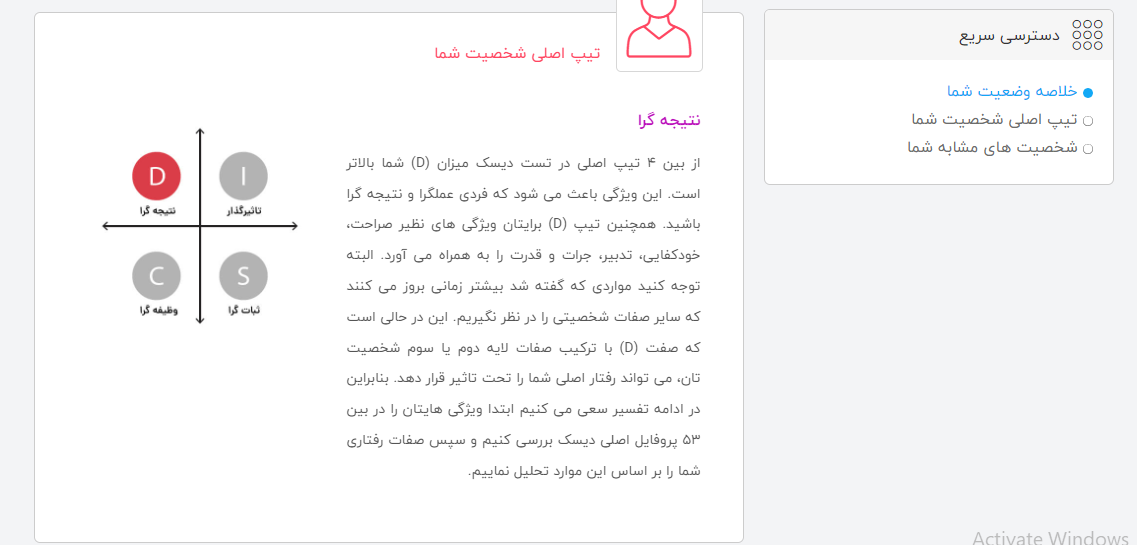 دسترسی سریع
خلاصه وضعیت شما
تیپ اصلی شخصیت شما
شخصیت های مشابه شما
تیپ اصلی شخصیت شما
نتیجه گرا
از بین ۴ تیپ اصلی در تست دیسک میزان (D) شما بالاتر
است. این ویژگی باعث می شود که فردی عملگرا و نتیجه گرا
باشید. همچنین تیپ (D) برایتان ویژگی های نظیر صراحت،
خودکفایی، تدبیر، جرات و قدرت را به همراه می آورد. البته
توجه کنید مواردی که گفته شد بیشتر زمانی بروز می کنند
که سایر صفات شخصیتی را در نظر نگیریم. این در حالی است
که صفت (D) با ترکیب صفات لایه دوم یا سوم شخصیت
تان، می تواند رفتار اصلی شما را تحت تاثیر قرار دهد. بنابراین
در ادامه تفسیر سعی می کنیم ابتدا ویژگی هایتان را در بین
۵۳ پروفایل اصلی دیسک بررسی کنیم و سپس صفات رفتاری
شما را بر اساس این موارد تحلیل نماییم.
D
نتیجه گرا
I
تاثیرگذار
C
وظیفه گرا
S
ثبات گرا
Activate Windows